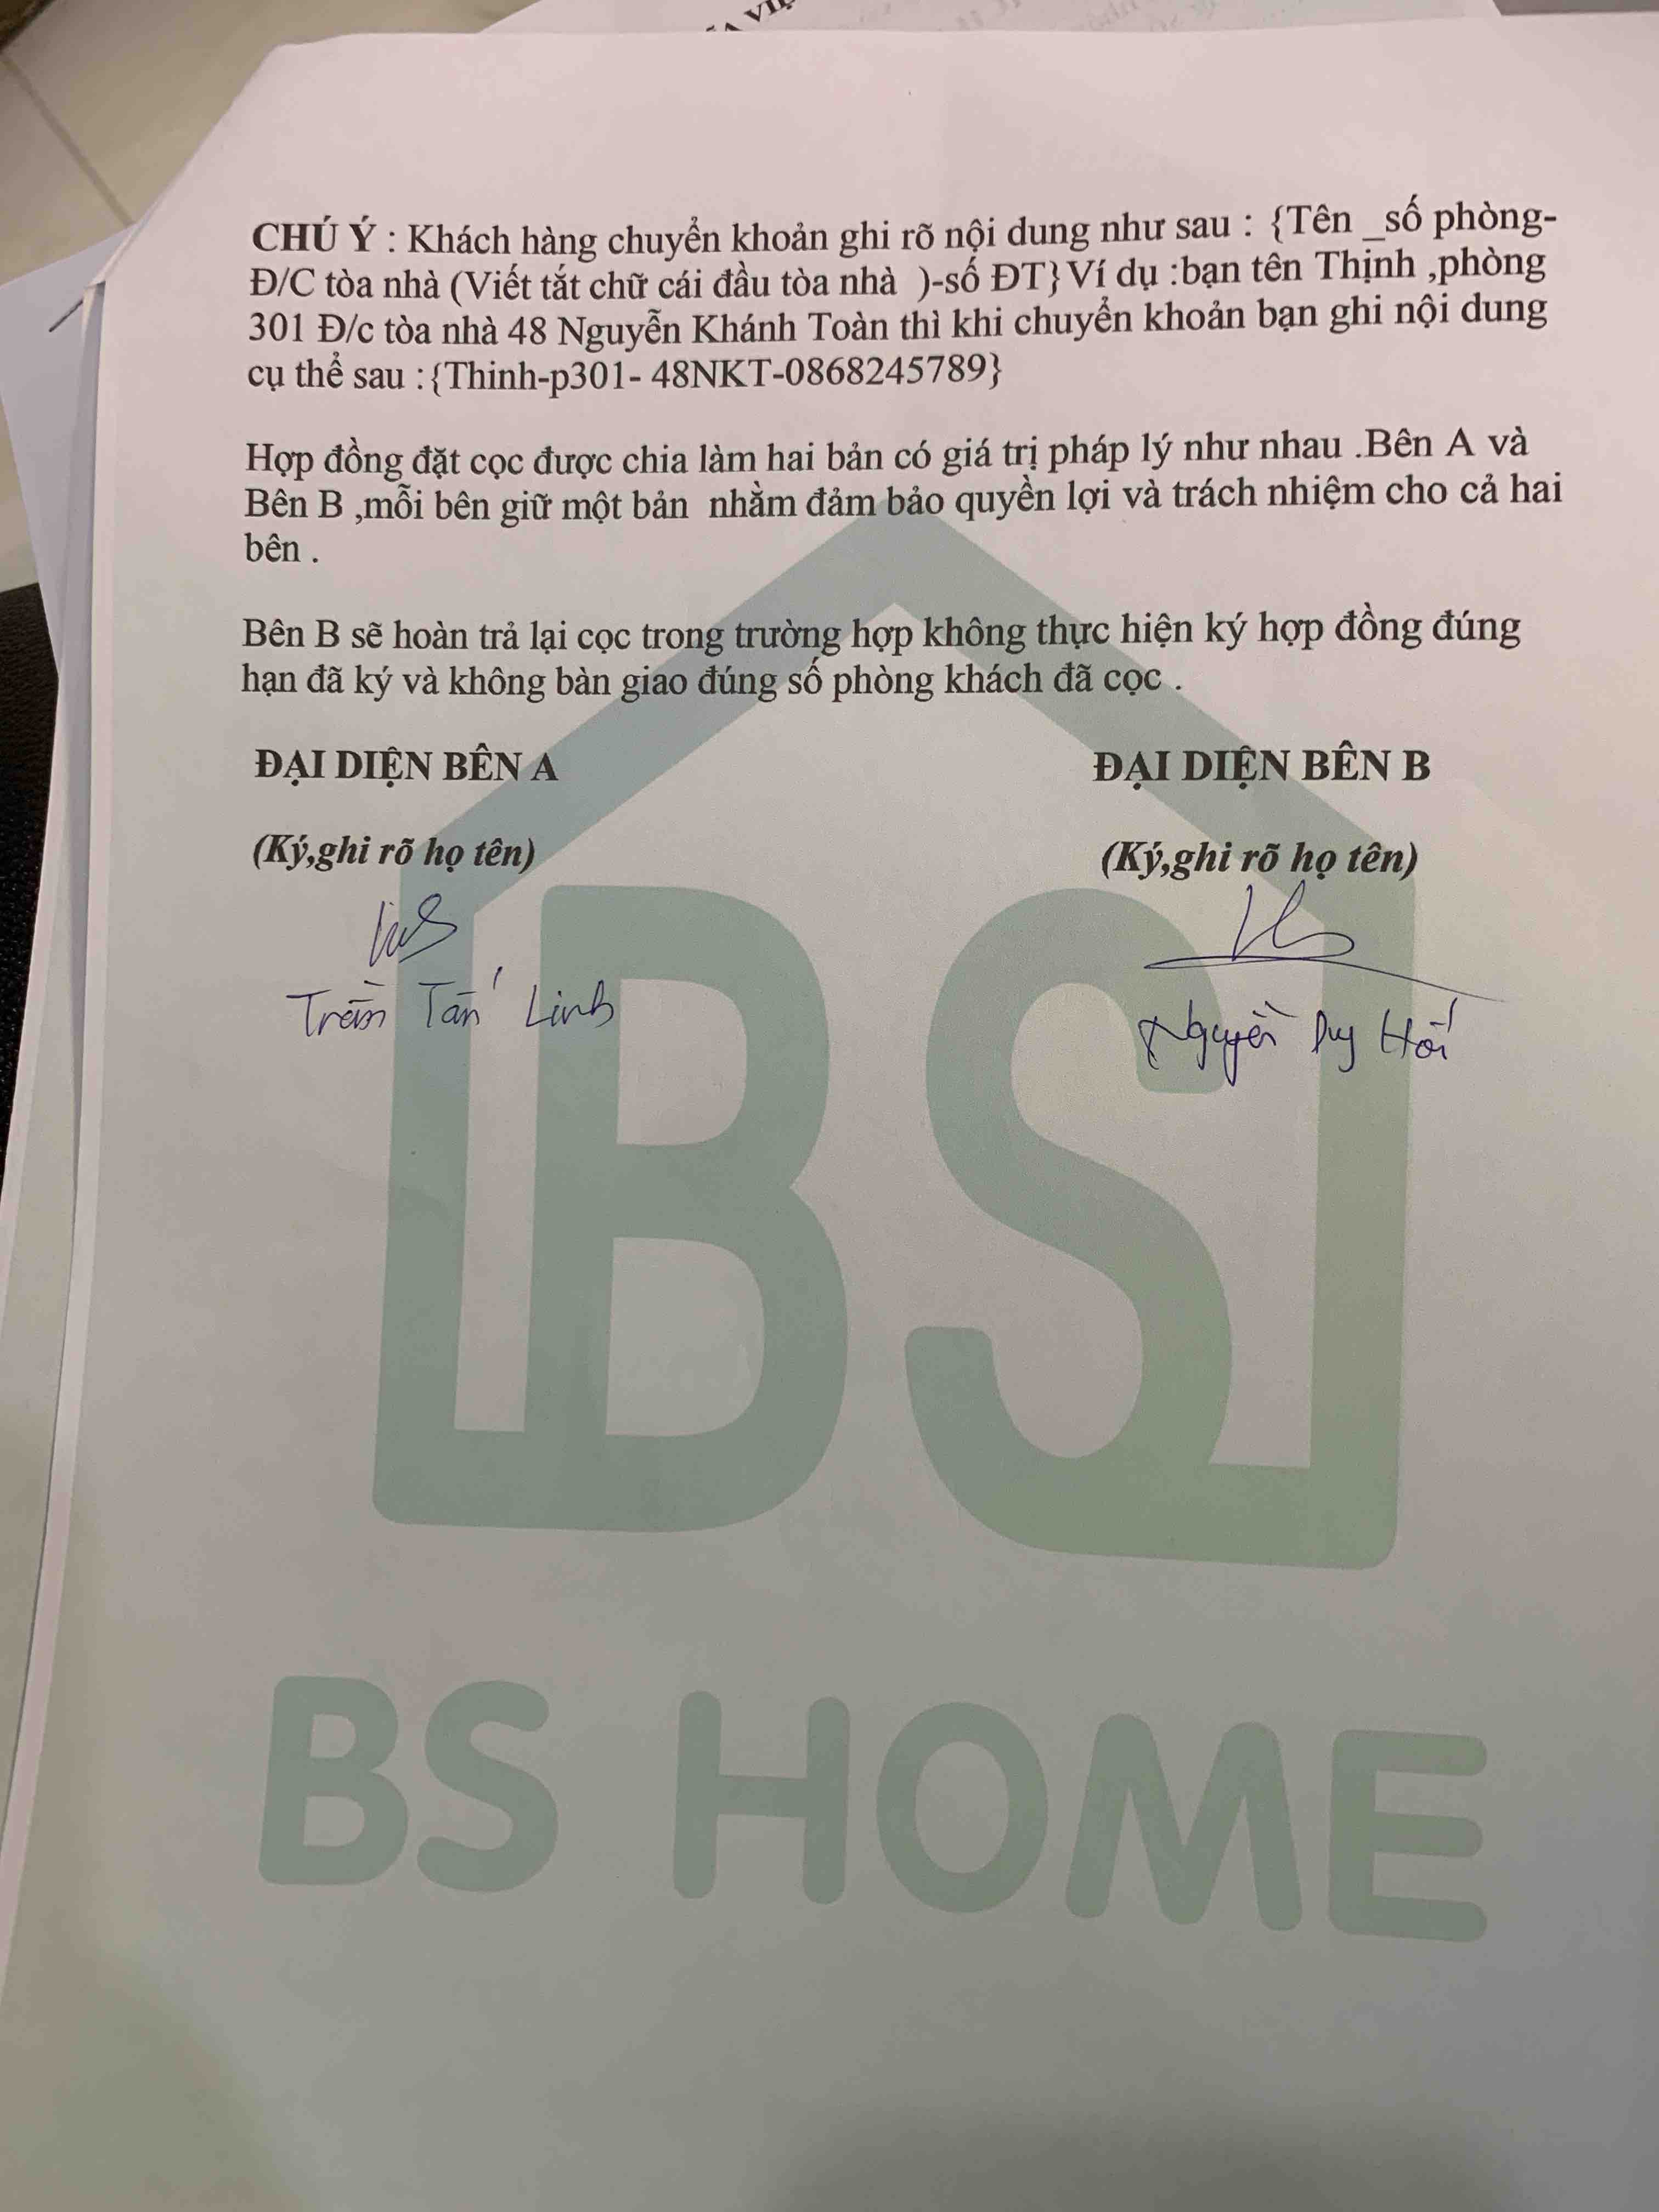 CHÚ Ý : Khách hàng chuyển khoản ghi rõ nội dung như sau : {Tên _số phòng-
Đ/C tòa nhà (Viết tắt chữ cái đầu tòa nhà )-số ĐT} Ví dụ :bạn tên Thịnh ,phòng
301 Đ/c tòa nhà 48 Nguyễn Khánh Toàn thì khi chuyển khoản bạn ghi nội dung
cụ thể sau :{Thinh-p301- 48NKT-0868245789}
Hợp đồng đặt cọc được chia làm hai bản có giá trị pháp lý như nhau .Bên A và
Bên B ,mỗi bên giữ một bản nhằm đảm bảo quyền lợi và trách nhiệm cho cả hai
bên .
Bên B sẽ hoàn trả lại cọc trong trường hợp không thực hiện ký hợp đồng đúng
hạn đã ký và không bàn giao đúng số phòng khách đã cọc .
ĐẠI DIỆN BÊN A
ĐẠI DIỆN BÊN B
(Ký,ghi rõ họ tên)
(Ký,ghi rõ họ tên)
Trần Tấn Linh
Nguyễn Duy
BS
BS HOME